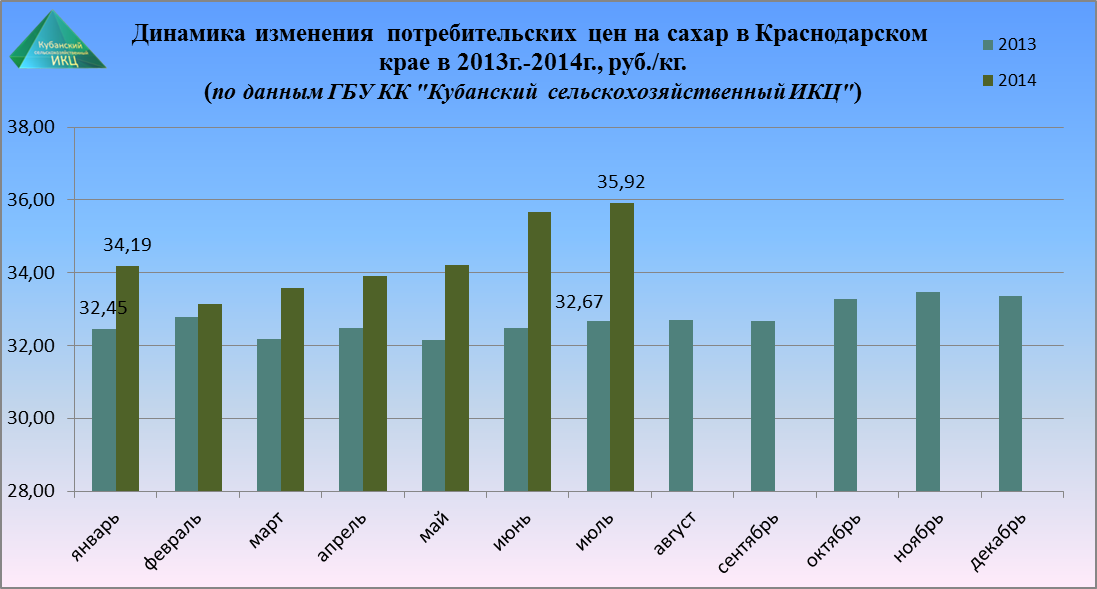 Кубанский
сельскохозяйственный
ИКЦ
Динамика изменения потребительских цен на сахар в Краснодарском
крае в 2013г.-2014г., руб./кг.
(по данным ГБУ КК "Кубанский сельскохозяйственный ИКЦ")
2013
2014
38,00
36,00
34,00
32,00
30,00
28,00
34,19
32,45
35,92
32,67
январь
февраль
март
апрель
май
июнь
июль
август
сентябрь
октябрь
ноябрь
декабрь